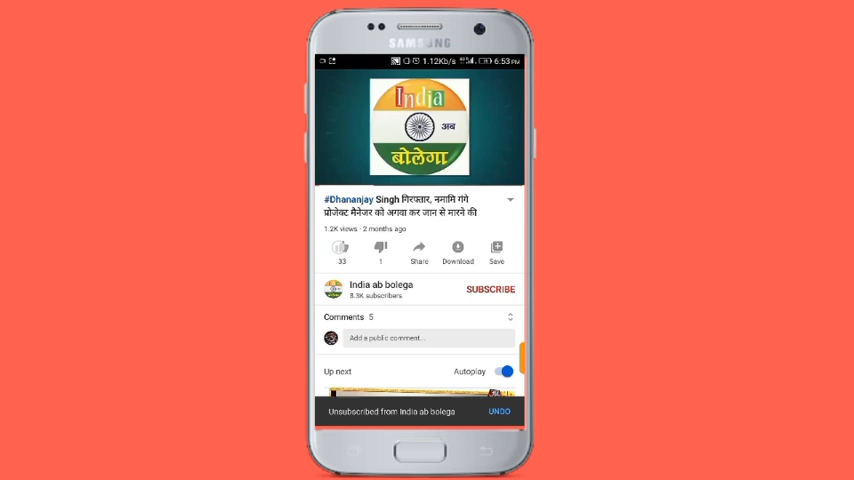 SAMSUNG
1.12Kb/s 6:53 PM
India
अब
बोलेगा
#Dhananjay Singh गिरफ्तार, नमामि गंगे
प्रोजेक्ट मैनेजर को अगवा कर जान से मारने की
1.2K views · 2 months ago
33 1 Share Download Save
India ab bolega
8.3K subscribers
SUBSCRIBE
Comments 5
Add a public comment...
Up next Autoplay
Unsubscribed from India ab bolega UNDO